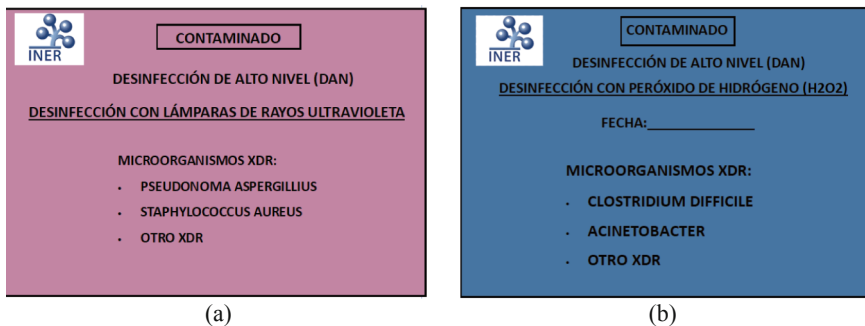 INER
CONTAMINADO
DESINFECCIÓN DE ALTO NIVEL (DAN)
DESINFECCIÓN CON LÁMPARAS DE RAYOS ULTRAVIOLETA
MICROORGANISMOS XDR:
• PSEUDONOMA ASPERGILLIUS
• STAPHYLOCOCCUS AUREUS
• OTRO XDR
(a)
INER
CONTAMINADO
DESINFECCIÓN DE ALTO NIVEL (DAN)
DESINFECCIÓN CON PERÓXIDO DE HIDRÓGENO (H2O2)
FECHA:______________
MICROORGANISMOS XDR:
• CLOSTRIDIUM DIFFICILE
• ACINETOBACTER
• OTRO XDR
(b)